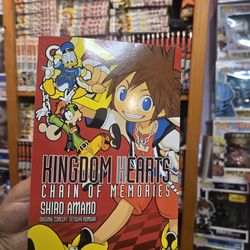 KINGDOM HEARTS
CHAIN OF MEMORIES
SHIRO AMANO
ORIGINAL CONCEPT: TETSUYA NOMURA